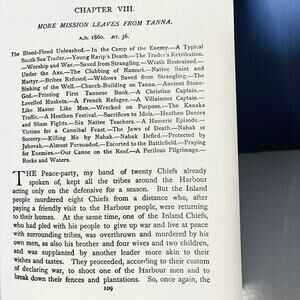 CHAPTER VIII.
MORE MISSION LEAVES FROM TANNA.
A.D. 1860. ÆT. 36.
The Blood-Fiend Unleashed.—In the Camp of the Enemy.—A Typical
South Sea Trader.—Young Rarip's Death.—The Trader's Retribution.
—Worship and War.—Saved from Strangling.—Wrath Restrained.—
Under the Axe.—The Clubbing of Namuri.—Native Saint and
Martyr.—Bribes Refused.—Widows Saved from Strangling.—The
Sinking of the Well.—Church-Building on Tanna.—Ancient Stone
God.—Printing First Tannese Book.—A Christian Captain.—
Levelled Muskets.—A French Refugee.—A Villainous Captain.—
Like Master Like Men.—Wrecked on Purpose.—The Kanaka
Traffic.—A Heathen Festival.—Sacrifices to Idols.—Heathen Dances
and Sham Fights.—Six Native Teachers.—A Homeric Episode.—
Victims for a Cannibal Feast.—The Jaws of Death.—Nahak or
Sorcery.—Killing Me by Nahak.—Nahak Defied.—Protected by
Jehovah.—Almost Persuaded.—Escorted to the Battlefield.—Praying
for Enemies.—Our Canoe on the Reef.—A Perilous Pilgrimage.—
Rocks and Waters.
THE Peace-party, my band of twenty Chiefs already
spoken of, kept all the tribes around the Harbour
acting only on the defensive for a season. But the Inland
people murdered eight Chiefs from a distance who, after
paying a friendly visit to the Harbour people, were returning
to their homes. At the same time, one of the Inland Chiefs,
who had pled with his people to give up war and live at peace
with surrounding tribes, was overthrown and murdered by his
own men, as also his brother and four wives and two children,
and was supplanted by another leader more akin to their
wishes and tastes. They proceeded, according to their custom
of declaring war, to shoot one of the Harbour men and to
break down their fences and plantations. So, once again, the
109